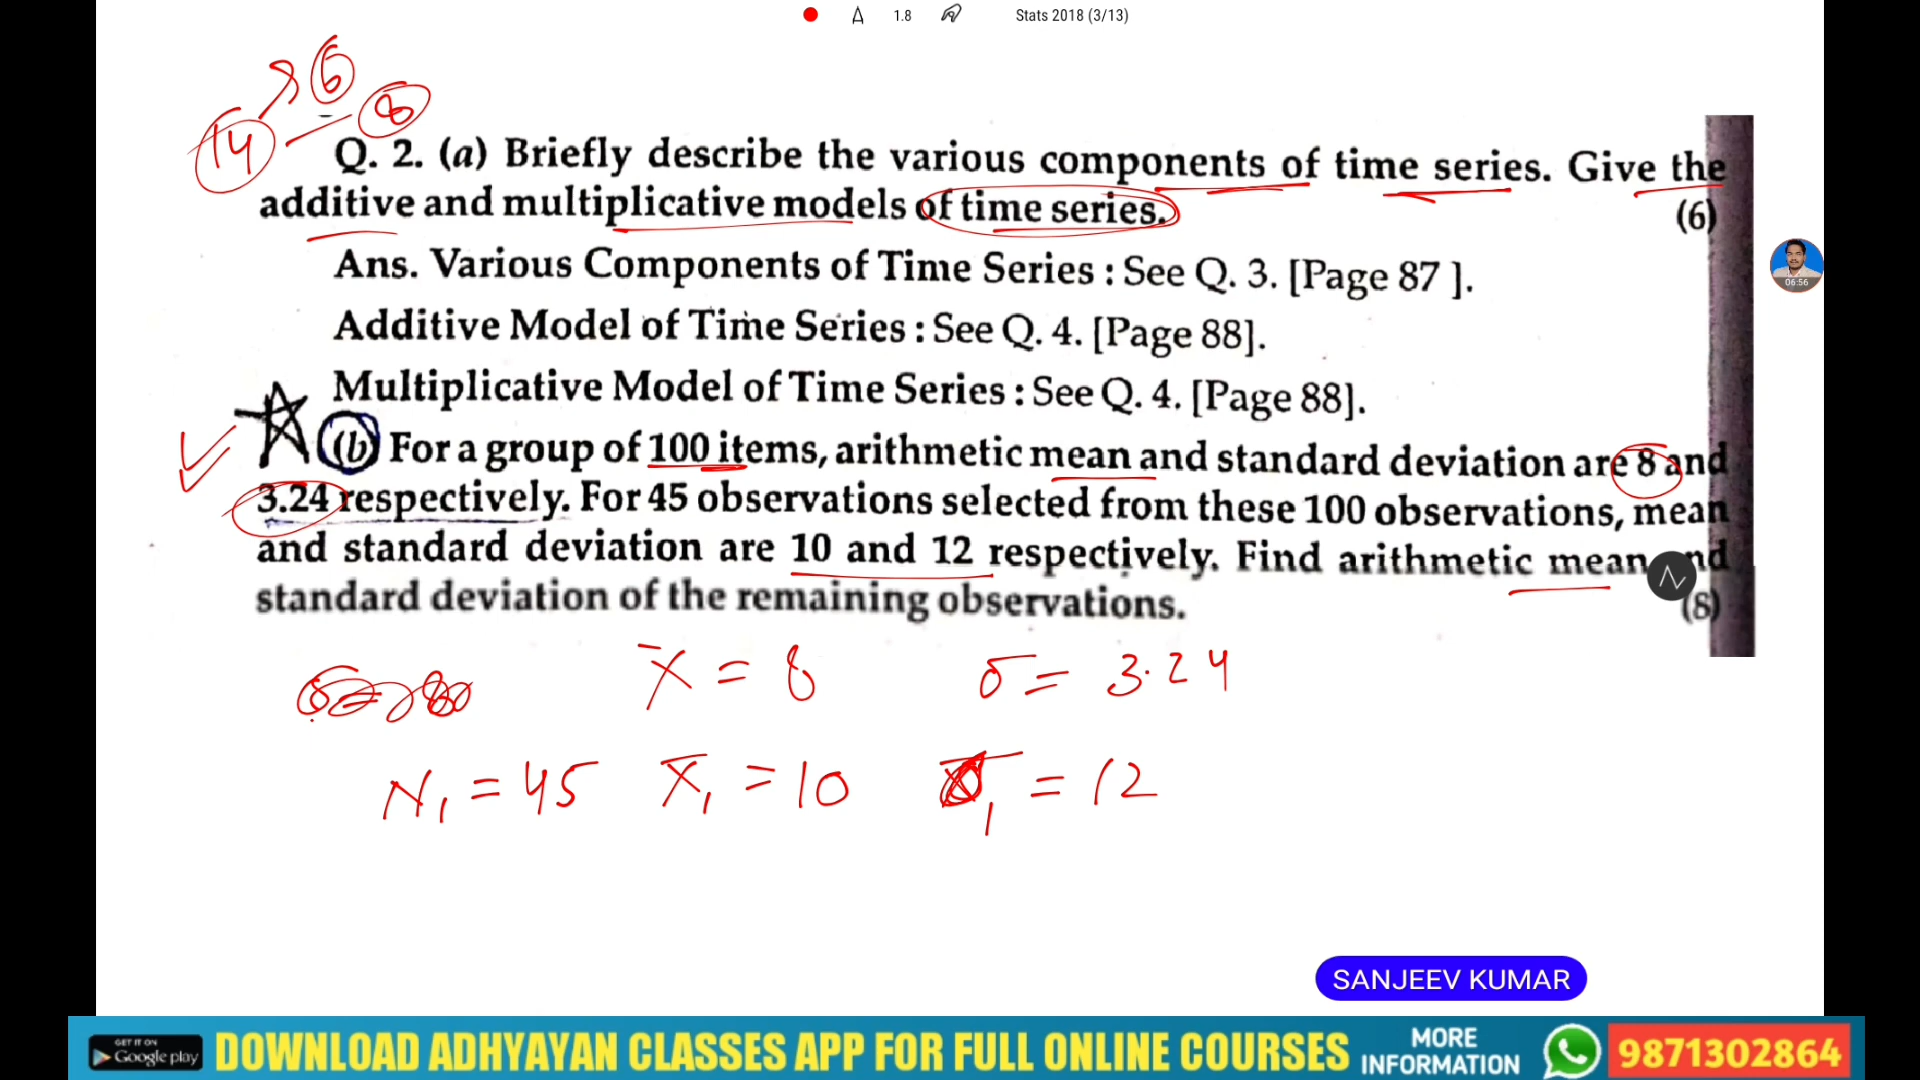 1.8 Stats 2018 (3/13)
6
8
14
Q. 2. (a) Briefly describe the various components of time series. Give the
additive and multiplicative models of time series. (6)
Ans. Various Components of Time Series : See Q. 3. [Page 87 ].
Additive Model of Time Series : See Q. 4. [Page 88].
Multiplicative Model of Time Series : See Q. 4. [Page 88].
(b) For a group of 100 items, arithmetic mean and standard deviation are 8 and
3.24 respectively. For 45 observations selected from these 100 observations, mean
and standard deviation are 10 and 12 respectively. Find arithmetic mean
standard deviation of the remaining observations. (8)
06:56
X̄ = 8 σ = 3.24
N₁ = 45 X̄₁ = 10 σ₁ = 12
SANJEEV KUMAR
GET IT ON
Google play
DOWNLOAD ADHYAYAN CLASSES APP FOR FULL ONLINE COURSES
MORE
INFORMATION
9871302864